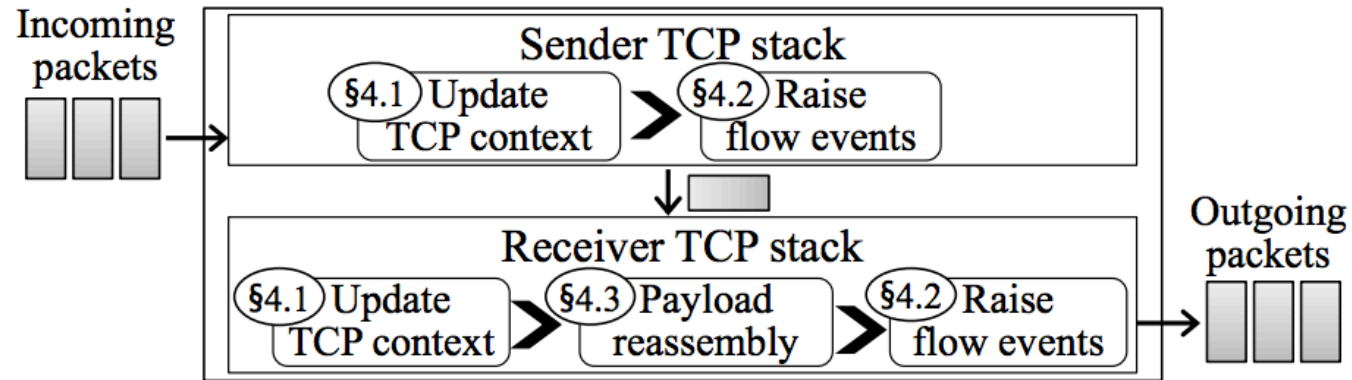 Incoming
packets
Sender TCP stack
§4.1 Update
TCP context
§4.2 Raise
flow events
Receiver TCP stack
§4.1 Update
TCP context
§4.3 Payload
reassembly
§4.2 Raise
flow events
Outgoing
packets